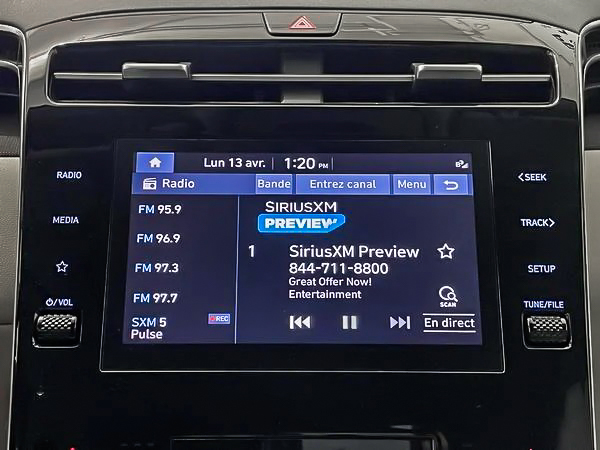 Lun 13 avr. 1:20 PM
Radio Bande Entrez canal Menu
RADIO
MEDIA
VOL
FM 95.9
FM 96.9
FM 97.3
FM 97.7
SXM 5
REC
Pulse
SIRIUSXM
PREVIEW
1 SiriusXM Preview
844-711-8800
Great Offer Now!
Entertainment
SCAN
En direct
<SEEK
TRACK>
SETUP
TUNE/FILE